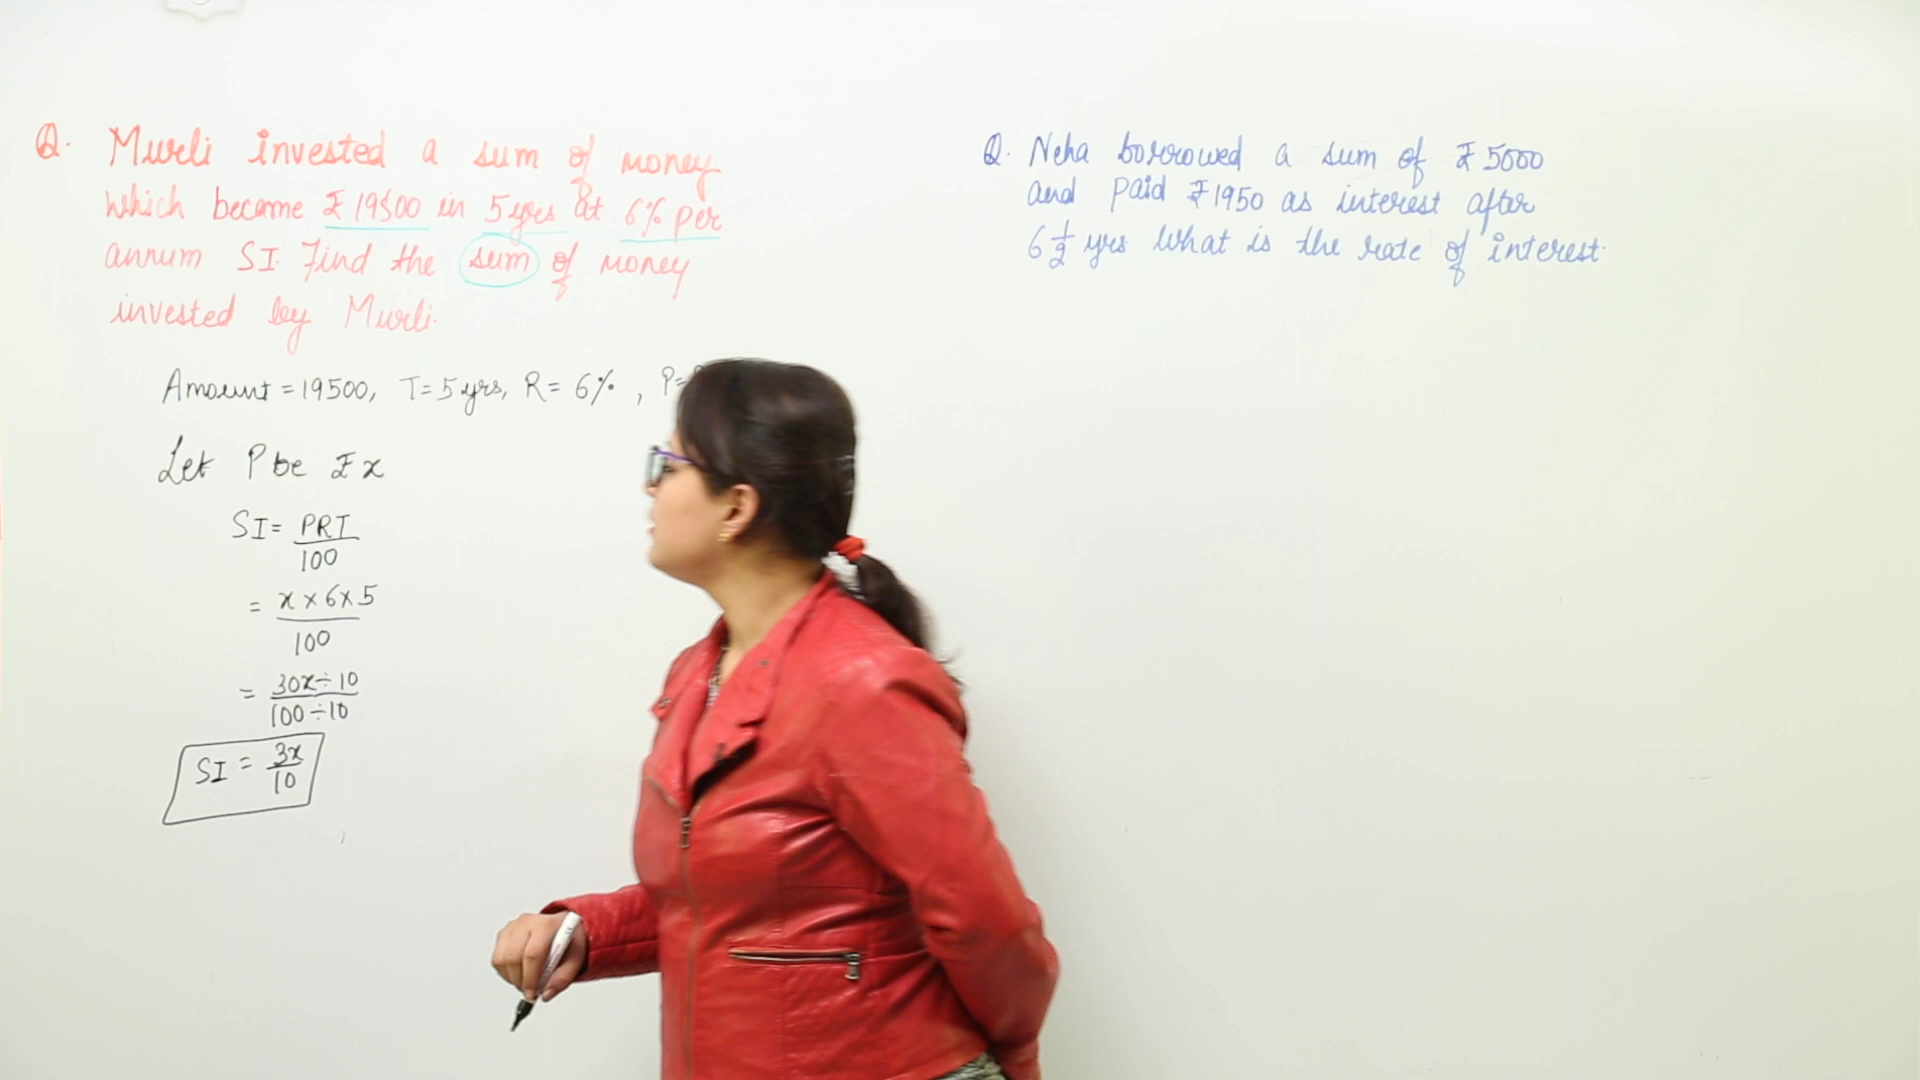 Q. Murli invested a sum of money
which became ₹ 19500 in 5 yrs at 6% per
annum SI. Find the sum of money
invested by Murli.
Amount = 19500, T = 5 yrs, R = 6%, P =
Let P be ₹ x
SI = PRT
100
= x × 6 × 5
100
= 30x ÷ 10
100 ÷ 10
SI = 3x
10
Q. Neha borrowed a sum of ₹ 5000
and paid ₹ 1950 as interest after
6 1/2 yrs. What is the rate of interest.